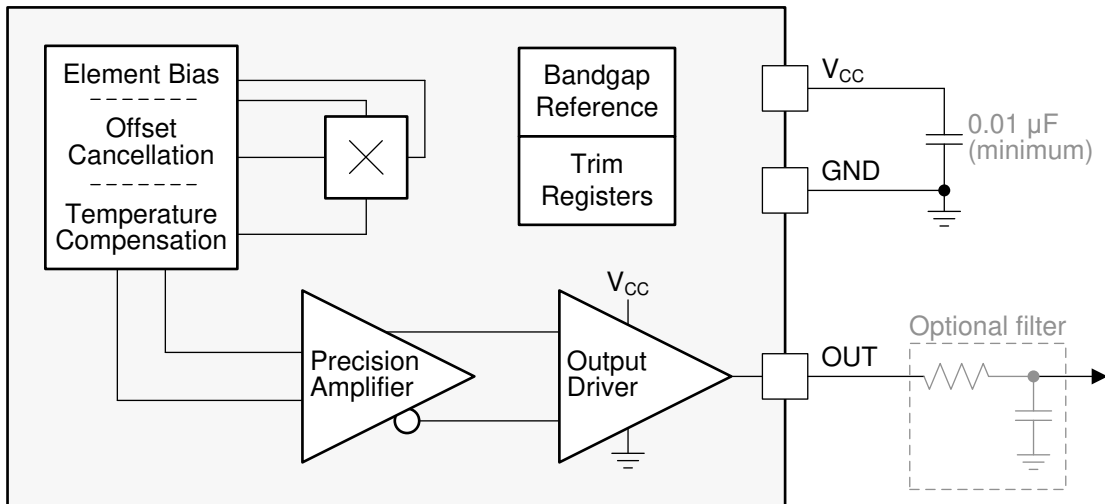 Element Bias
Offset
Cancellation
Temperature
Compensation
Bandgap
Reference
Trim
Registers
VCC
0.01 µF
(minimum)
GND
VCC
Precision
Amplifier
Output
Driver
OUT
Optional filter